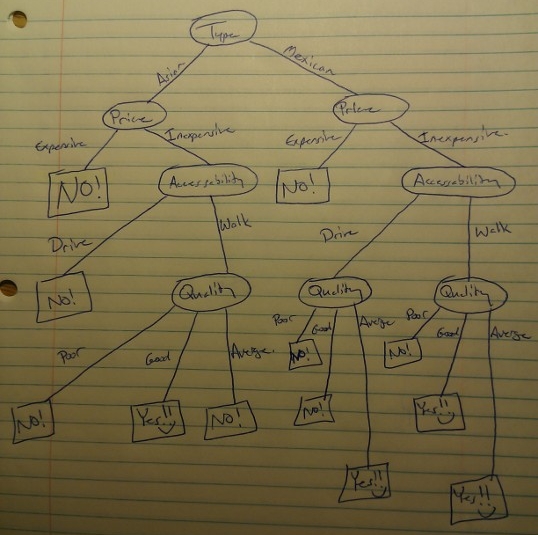 Type
Asian
Mexican
Price
Price
Expensive
Inexpensive
Expensive
Inexpensive.
NO!
Accessability
NO!
Accessability
Drive
Walk
Drive
Walk
No!
Quality
Quality
Quality
Poor
Good
Average.
Poor
Good
Averge
Poor
Good
Averge
NO!
NO!
NO!
Yes!!
NO!
NO!
Yes!!
Yes!!
Yes!!